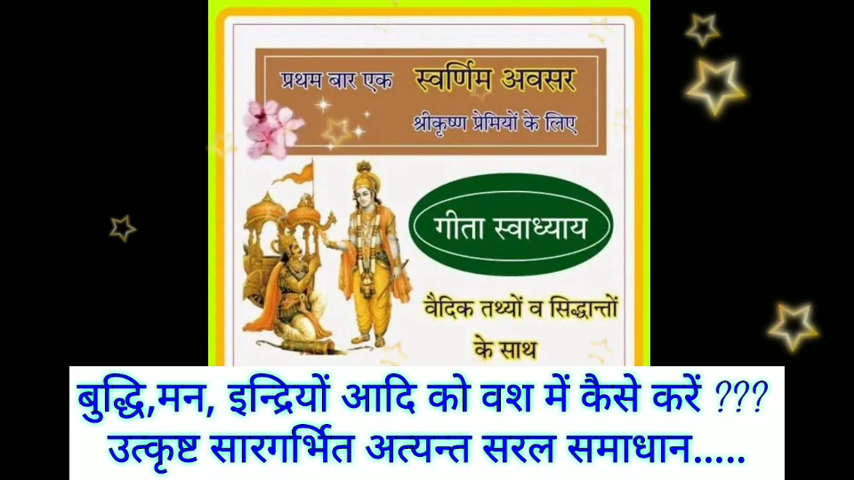 प्रथम बार एक स्वर्णिम अवसर
श्रीकृष्ण प्रेमियों के लिए
गीता स्वाध्याय
वैदिक तथ्यों व सिद्धान्तों
के साथ
बुद्धि,मन, इन्द्रियों आदि को वश में कैसे करें ???
उत्कृष्ट सारगर्भित अत्यन्त सरल समाधान.....